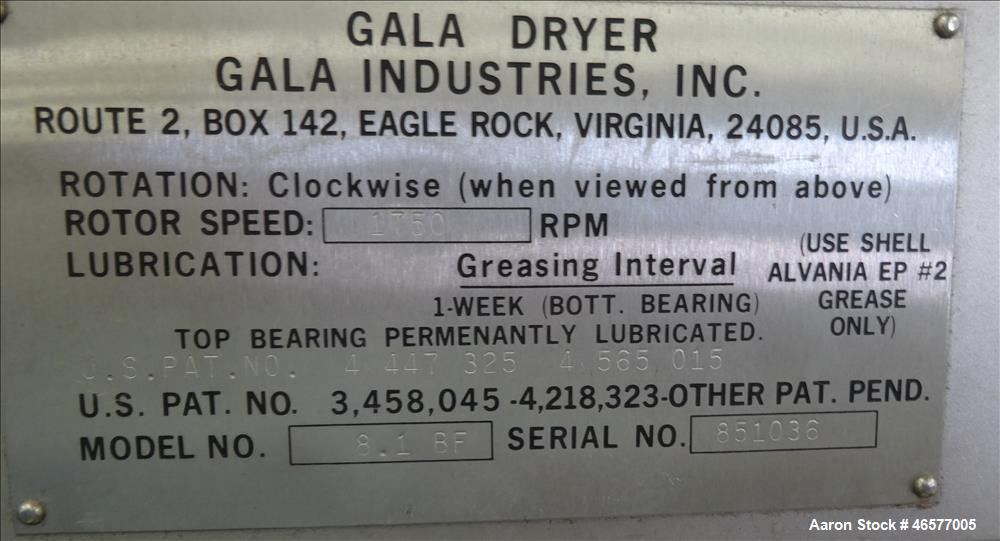 GALA DRYER
GALA INDUSTRIES, INC.
ROUTE 2, BOX 142, EAGLE ROCK, VIRGINIA, 24085, U.S.A.
ROTATION: Clockwise (when viewed from above)
ROTOR SPEED: 1750 RPM
LUBRICATION: Greasing Interval
1-WEEK (BOTT. BEARING)
(USE SHELL
ALVANIA EP #2
GREASE
ONLY)
TOP BEARING PERMENANTLY LUBRICATED.
U.S.PAT.NO. 4 447 325 4,565,015
U.S. PAT. NO. 3,458,045 -4,218,323-OTHER PAT. PEND.
MODEL NO. 8.1 BF SERIAL NO. 851036
Aaron Stock # 46577005